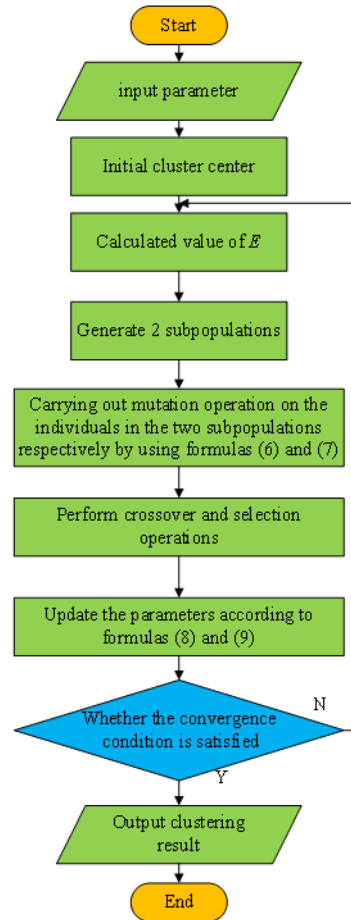 Start
input parameter
Initial cluster center
Calculated value of E
Generate 2 subpopulations
Carrying out mutation operation on the
individuals in the two subpopulations
respectively by using formulas (6) and (7)
Perform crossover and selection
operations
Update the parameters according to
formulas (8) and (9)
Whether the convergence
condition is satisfied
N
Y
Output clustering
result
End